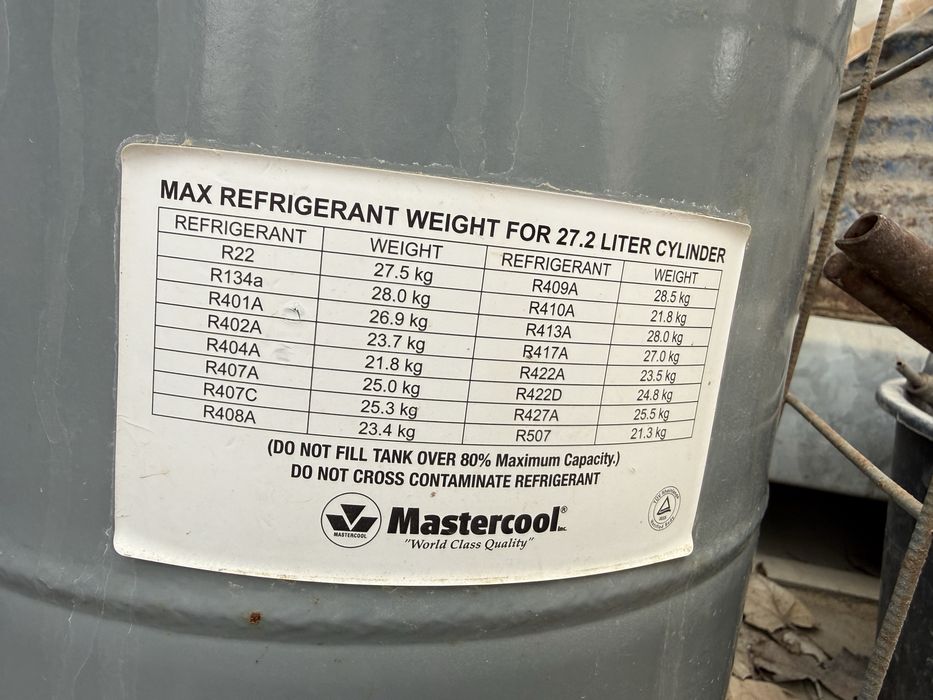 MAX REFRIGERANT WEIGHT FOR 27.2 LITER CYLINDER
REFRIGERANT WEIGHT REFRIGERANT WEIGHT
R22 27.5 kg R409A 28.5 kg
R134a 28.0 kg R410A 21.8 kg
R401A 26.9 kg R413A 28.0 kg
R402A 23.7 kg R417A 27.0 kg
R404A 21.8 kg R422A 23.5 kg
R407A 25.0 kg R422D 24.8 kg
R407C 25.3 kg R427A 25.5 kg
R408A 23.4 kg R507 21.3 kg
(DO NOT FILL TANK OVER 80% Maximum Capacity.)
DO NOT CROSS CONTAMINATE REFRIGERANT
MASTERCOOL
Mastercool® Inc.
"World Class Quality"
TÜV Rheinland